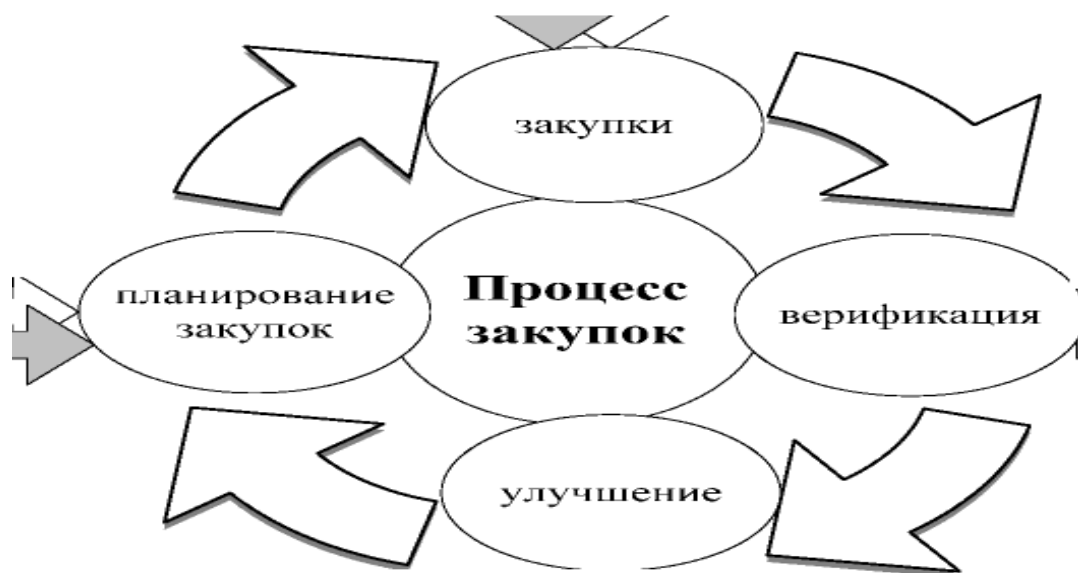 закупки
планирование
закупок
Процесс
закупок
верификация
улучшение